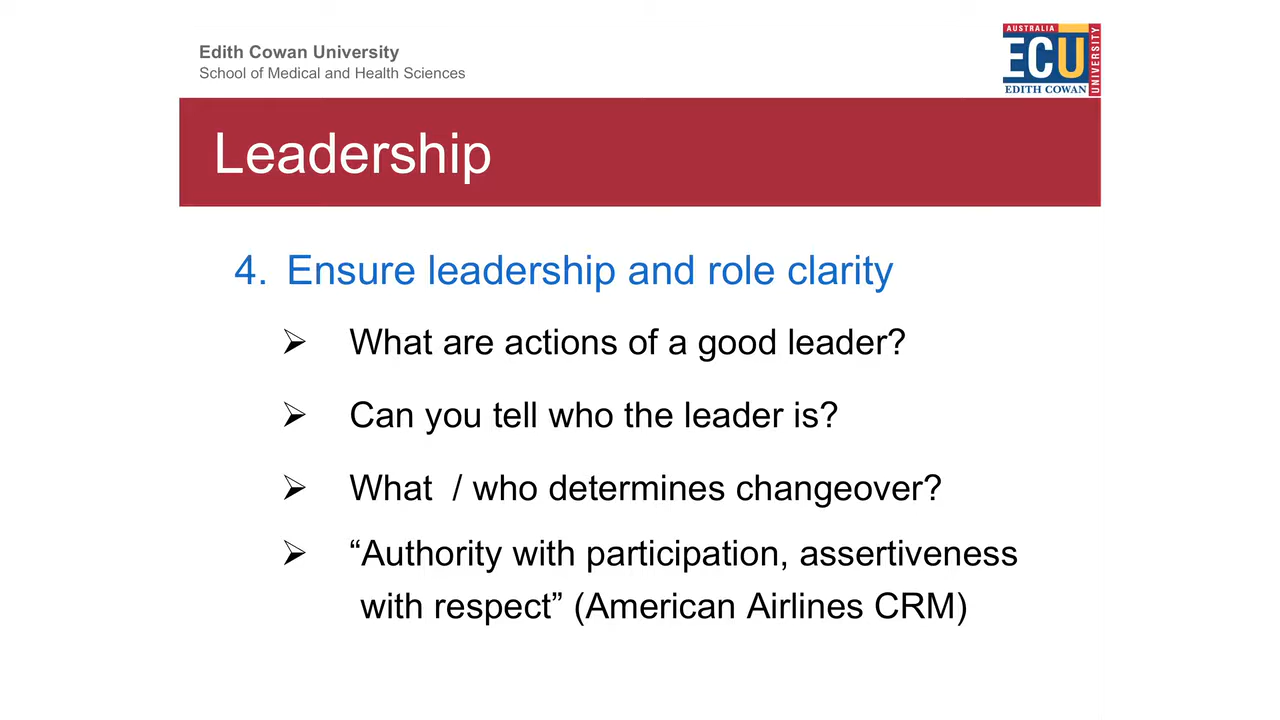 Edith Cowan University
School of Medical and Health Sciences
AUSTRALIA
ECU
EDITH COWAN
UNIVERSITY
Leadership
4. Ensure leadership and role clarity
➢ What are actions of a good leader?
➢ Can you tell who the leader is?
➢ What / who determines changeover?
➢ “Authority with participation, assertiveness
with respect” (American Airlines CRM)